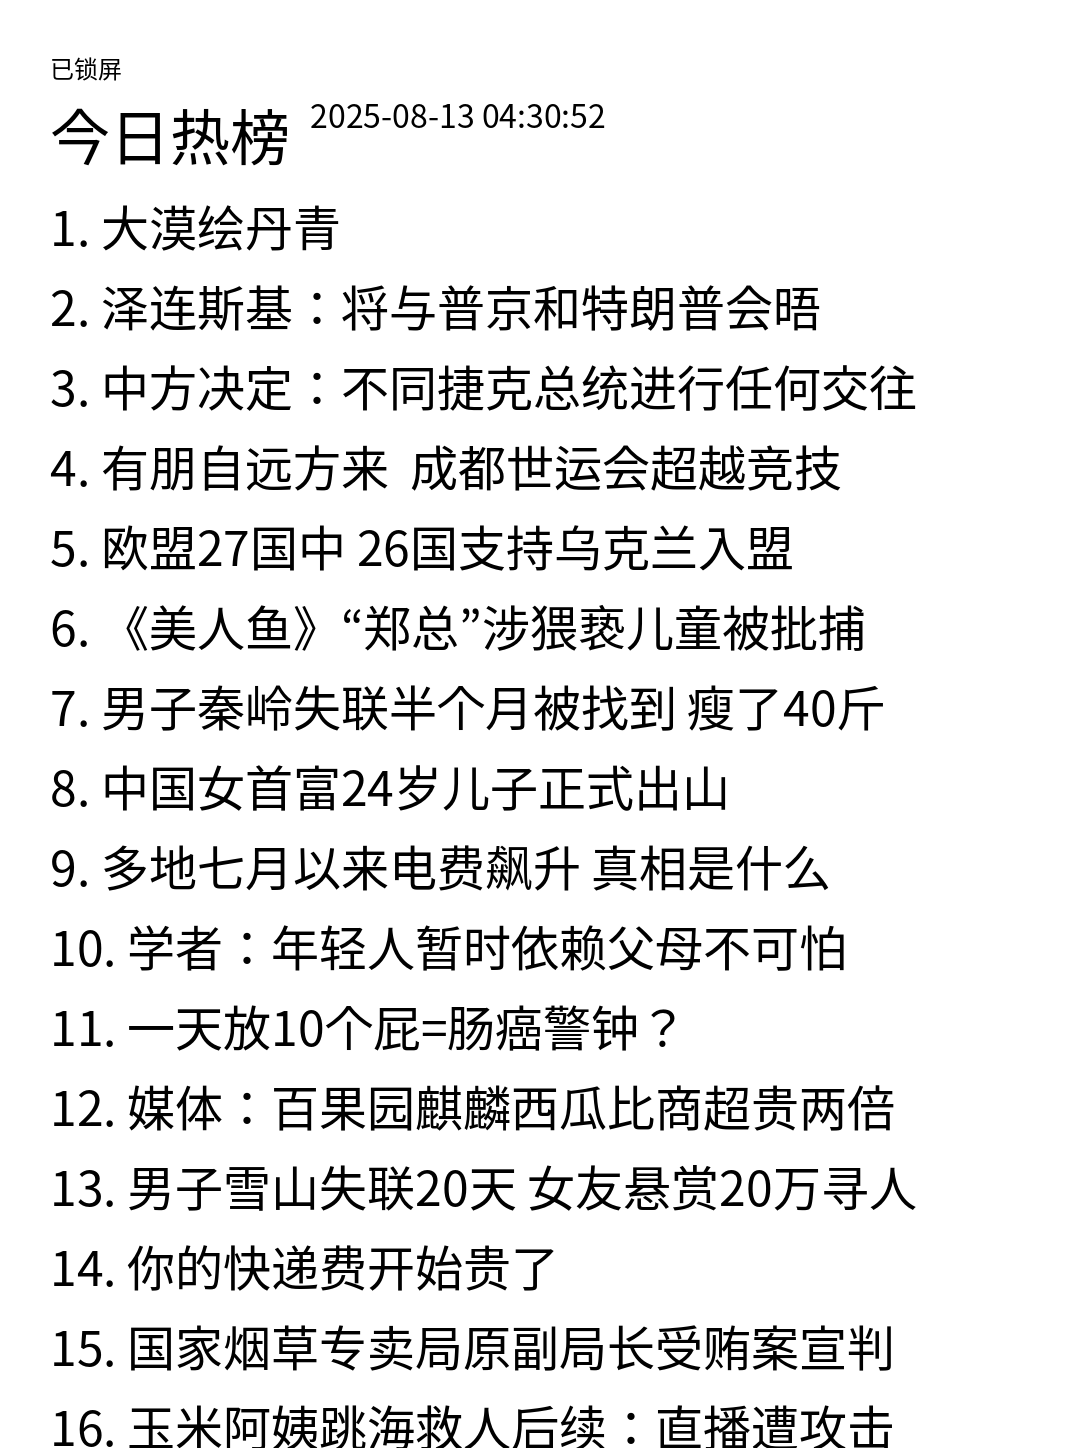 已锁屏
今日热榜 2025-08-13 04:30:52
1. 大漠绘丹青
2. 泽连斯基：将与普京和特朗普会晤
3. 中方决定：不同捷克总统进行任何交往
4. 有朋自远方来  成都世运会超越竞技
5. 欧盟27国中 26国支持乌克兰入盟
6. 《美人鱼》“郑总”涉猥亵儿童被批捕
7. 男子秦岭失联半个月被找到 瘦了40斤
8. 中国女首富24岁儿子正式出山
9. 多地七月以来电费飙升 真相是什么
10. 学者：年轻人暂时依赖父母不可怕
11. 一天放10个屁=肠癌警钟？
12. 媒体：百果园麒麟西瓜比商超贵两倍
13. 男子雪山失联20天 女友悬赏20万寻人
14. 你的快递费开始贵了
15. 国家烟草专卖局原副局长受贿案宣判
16. 玉米阿姨跳海救人后续：直播遭攻击